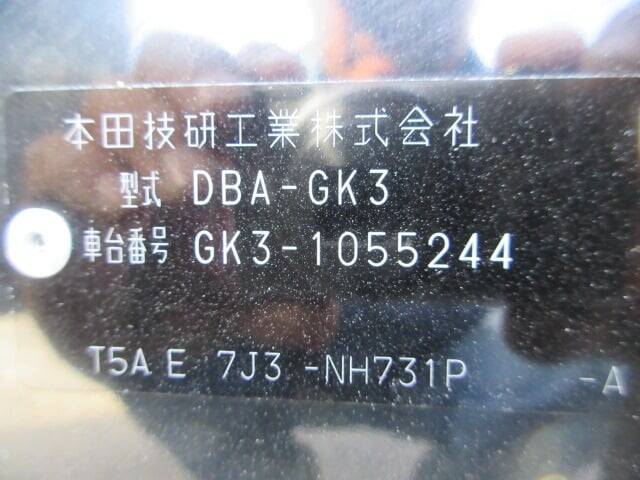 本田技研工業株式会社
型式 DBA-GK3
車台番号 GK3-1055244
T5A E 7J3 -NH731P -A